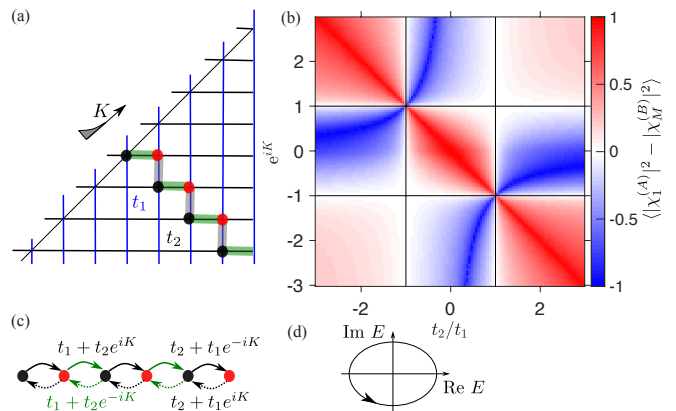 (a)
K
t₁
t₂
(b)
2
1
0
-1
-2
-3
e^{iK}
-2
0
2
t₂/t₁
1
0.5
0
-0.5
-1
⟨|χ₁^{(A)}|² − |χ_M^{(B)}|²⟩
(c)
t₁ + t₂e^{iK}
t₂ + t₁e^{−iK}
t₁ + t₂e^{−iK}
t₂ + t₁e^{iK}
(d)
Im E
Re E